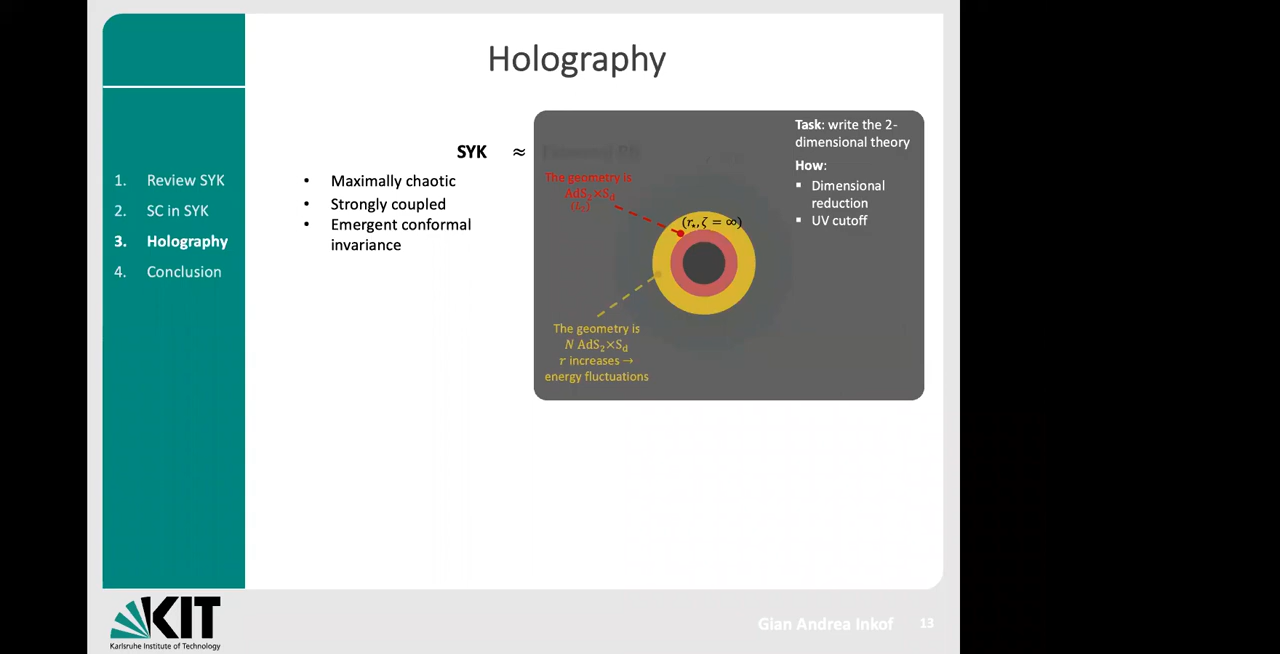 Holography
1. Review SYK
2. SC in SYK
3. Holography
4. Conclusion
SYK ≈
• Maximally chaotic
• Strongly coupled
• Emergent conformal
invariance
The geometry is
AdS₂×S_d
(r⋆, ζ = ∞)
The geometry is
N AdS₂×S_d
r increases →
energy fluctuations
Task: write the 2-
dimensional theory
How:
▪ Dimensional
reduction
▪ UV cutoff
KIT
Karlsruhe Institute of Technology
Gian Andrea Inkof 13